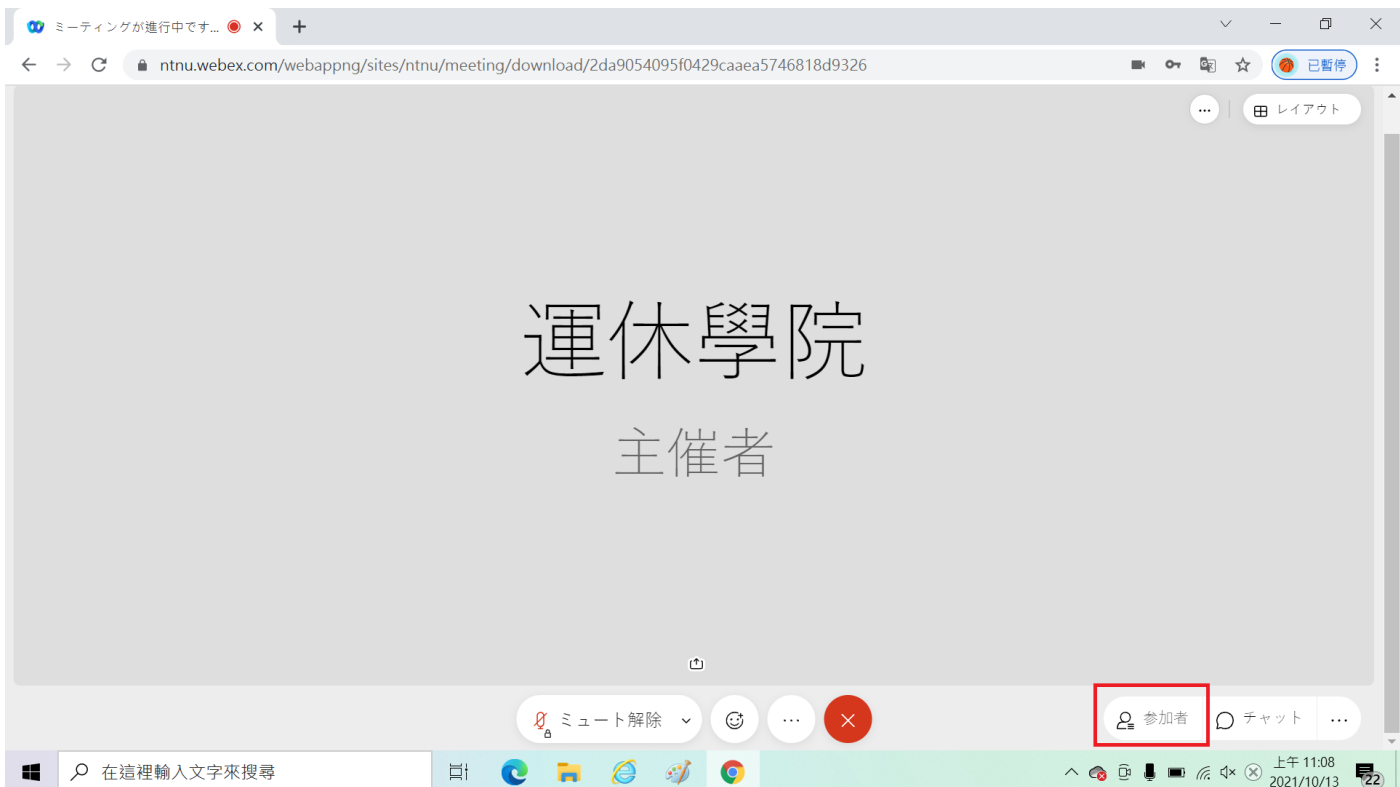 ミーティングが進行中です...
ntnu.webex.com/webappng/sites/ntnu/meeting/download/2da9054095f0429caaea5746818d9326
已暫停
レイアウト
運休學院
主催者
ミュート解除
参加者
チャット
在這裡輸入文字來搜尋
上午 11:08
2021/10/13
22